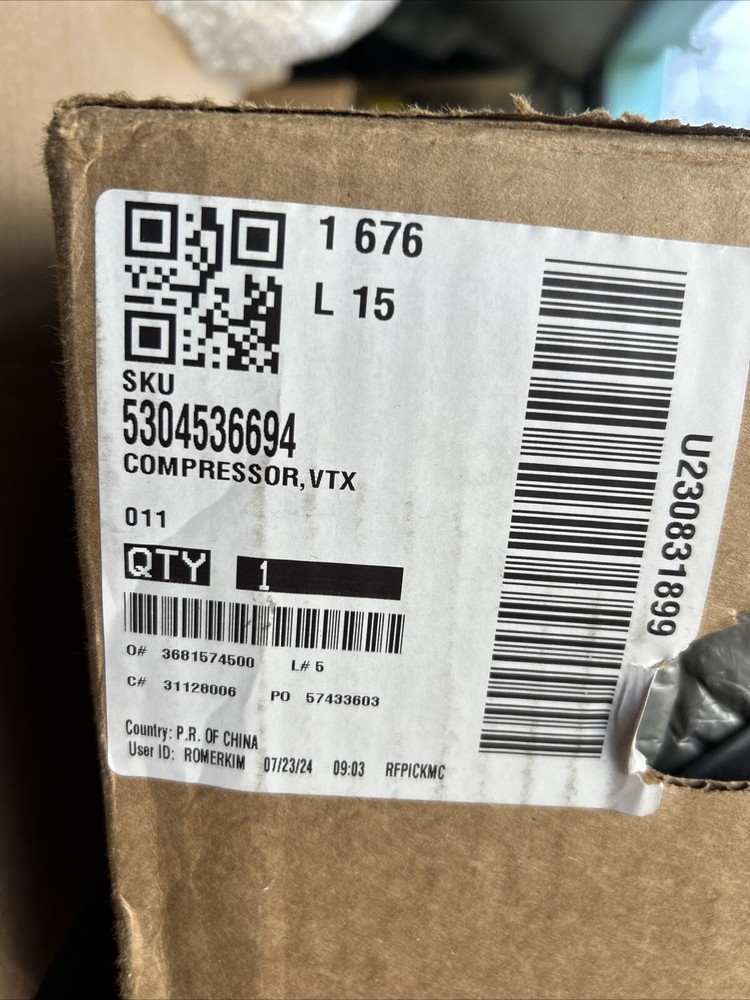 1 676
L 15
SKU
5304536694
COMPRESSOR,VTX
011
QTY 1
O# 3681574500 L# 5
C# 31128006 PO 57433603
Country: P.R. OF CHINA
User ID: ROMERKIM 07/23/24 09:03 RFPICKMC
U230831899